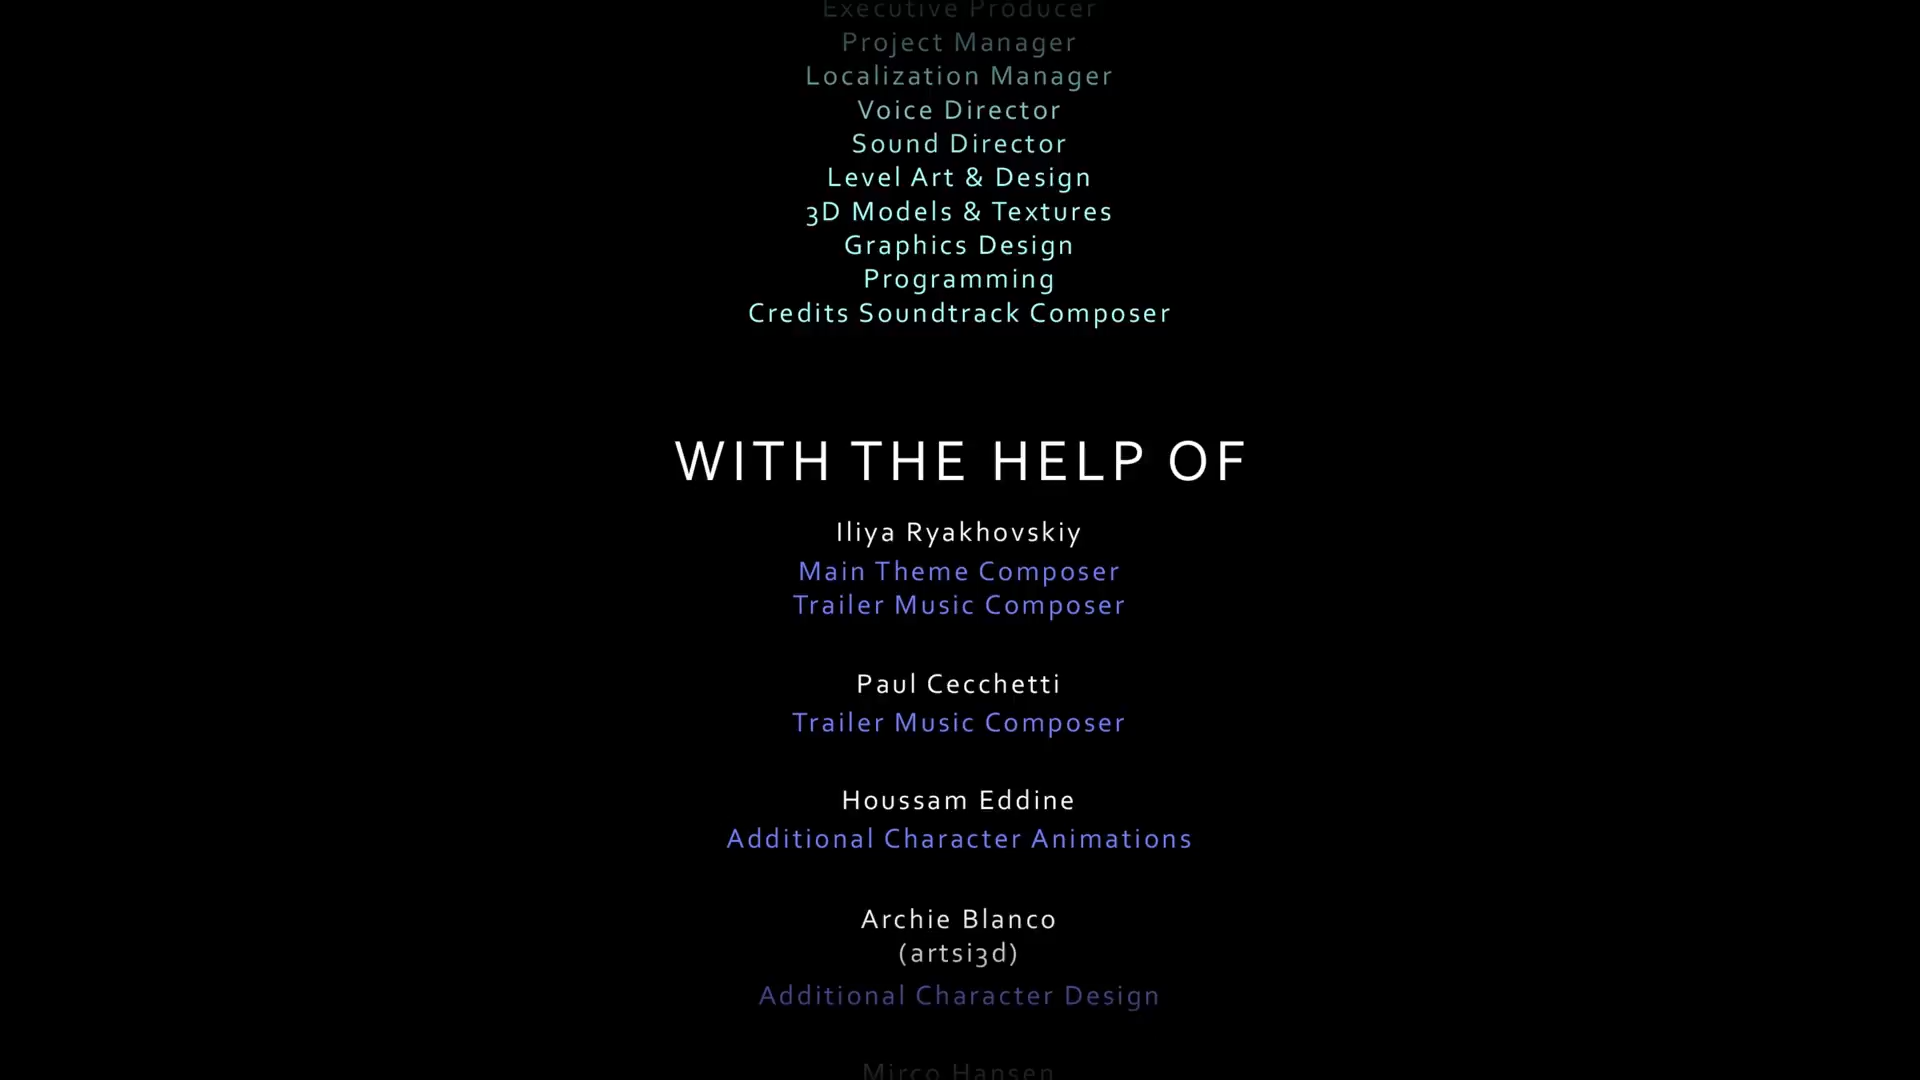 Executive Producer
Project Manager
Localization Manager
Voice Director
Sound Director
Level Art & Design
3D Models & Textures
Graphics Design
Programming
Credits Soundtrack Composer
WITH THE HELP OF
Iliya Ryakhovskiy
Main Theme Composer
Trailer Music Composer
Paul Cecchetti
Trailer Music Composer
Houssam Eddine
Additional Character Animations
Archie Blanco
(artsi3d)
Additional Character Design
Mirco Hansen